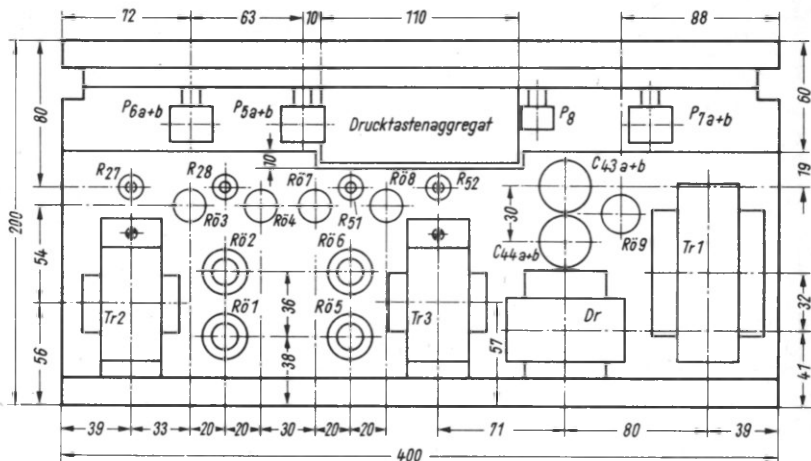 72 63 10 110 88
P6a+b P5a+b Drucktastenaggregat P8 P7a+b
80 60
10
R27 R28 Rö7 Rö8 R52 C43a+b 19
200
Rö3 Rö4 R51 30 Rö9 Tr1
54 Rö2 Rö6 C44a+b
36 32
Tr2 Rö1 Rö5 Tr3 57 Dr
56 38 41
39 33 20 20 30 20 20 71 80 39
400